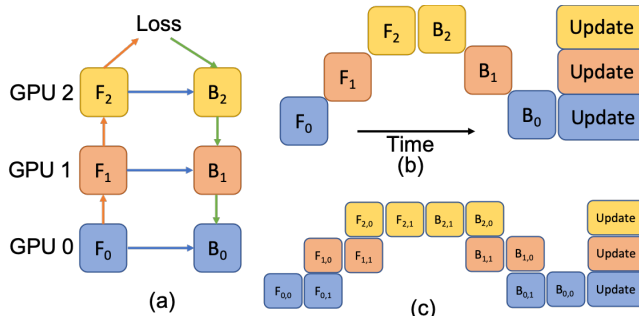 Loss
GPU 2 F2 B2
GPU 1 F1 B1
GPU 0 F0 B0
(a)
F2 B2 Update
F1 B1 Update
F0 B0 Update
Time
(b)
F2,0 F2,1 B2,1 B2,0 Update
F1,0 F1,1 B1,1 B1,0 Update
F0,0 F0,1 B0,1 B0,0 Update
(c)